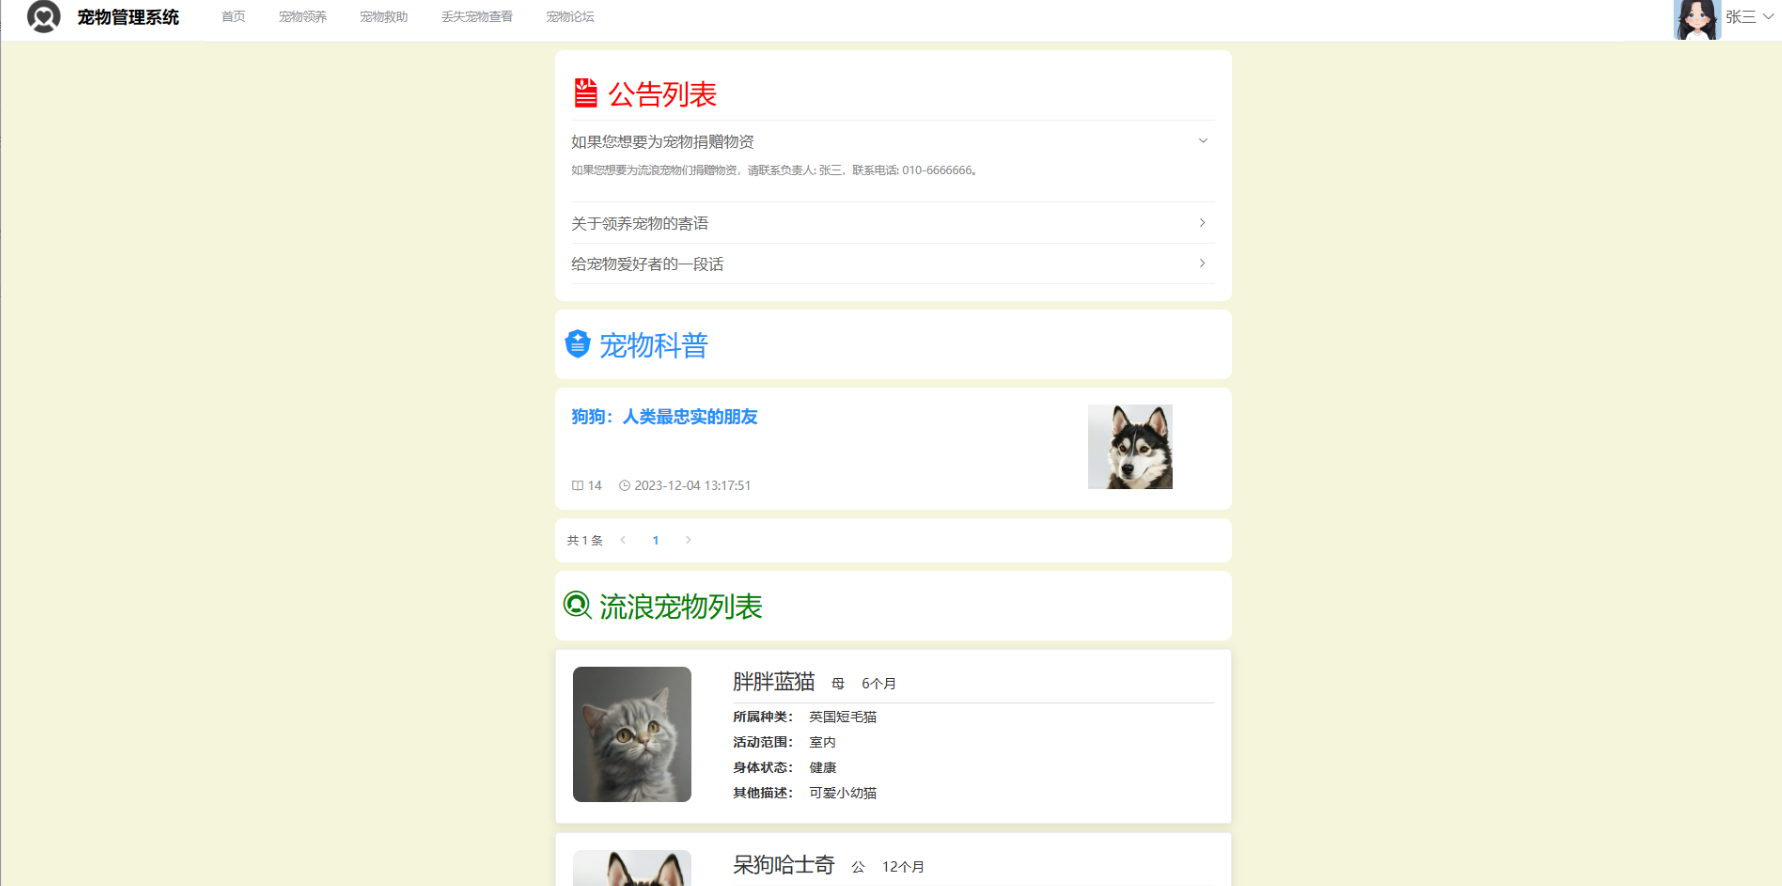 宠物管理系统 首页 宠物领养 宠物救助 丢失宠物查看 宠物论坛 张三
公告列表
如果您想要为宠物捐赠物资
如果您想要为流浪宠物们捐赠物资，请联系负责人: 张三，联系电话: 010-6666666。
关于领养宠物的寄语
给宠物爱好者的一段话
宠物科普
狗狗：人类最忠实的朋友
14 2023-12-04 13:17:51
共 1 条 1
流浪宠物列表
胖胖蓝猫 母 6个月
所属种类： 英国短毛猫
活动范围： 室内
身体状态： 健康
其他描述： 可爱小幼猫
呆狗哈士奇 公 12个月